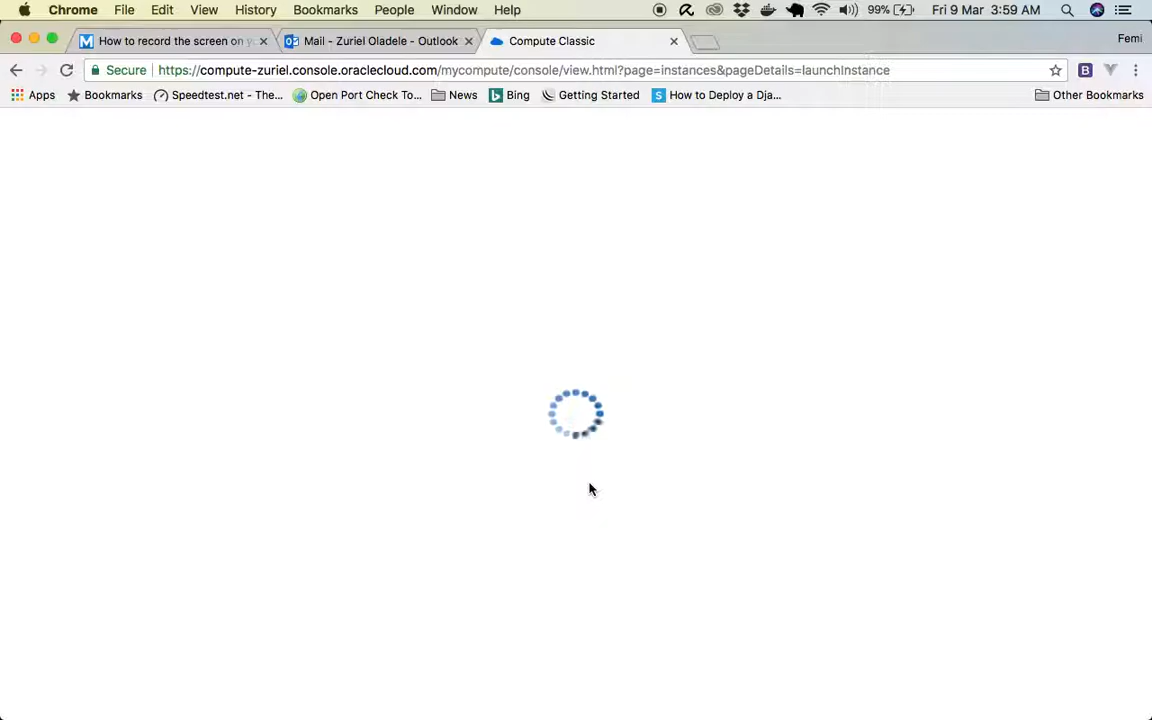 Chrome File Edit View History Bookmarks People Window Help 99% Fri 9 Mar 3:59 AM
How to record the screen on Mail - Zuriel Oladele - Outlook Compute Classic Femi
Secure https://compute-zuriel.console.oraclecloud.com/mycompute/console/view.html?page=instances&pageDetails=launchInstance B
Apps Bookmarks Speedtest.net - The... Open Port Check To... News Bing Getting Started How to Deploy a Dja... Other Bookmarks